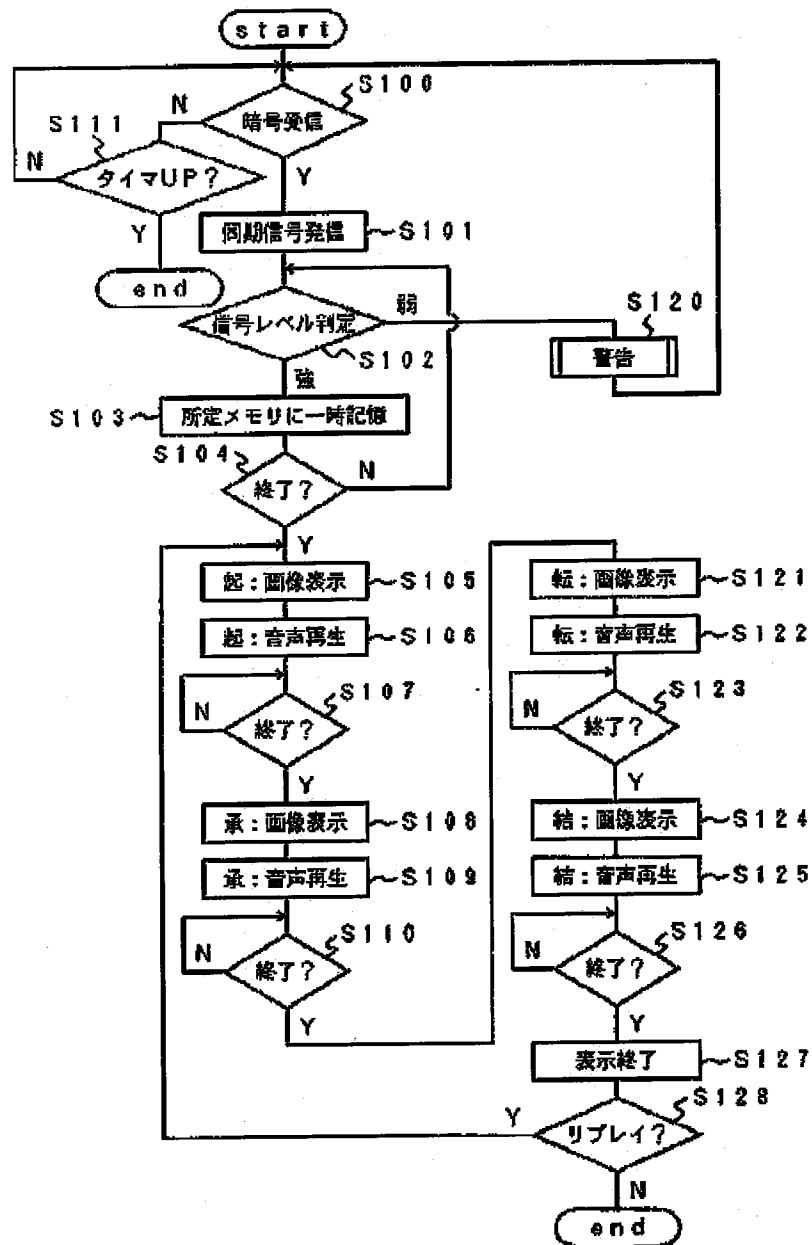 start
S100
N
暗号受信
S111
N
タイマUP?
Y
Y
同期信号発信
S101
end
信号レベル判定
弱
S102
S120
警告
強
S103
所定メモリに一時記憶
S104
N
終了?
Y
起:画像表示
S105
起:音声再生
S106
S107
N
終了?
Y
承:画像表示
S108
承:音声再生
S109
S110
N
終了?
Y
転:画像表示
S121
転:音声再生
S122
S123
N
終了?
Y
結:画像表示
S124
結:音声再生
S125
S126
N
終了?
Y
表示終了
S127
S128
Y
リプレイ?
N
end